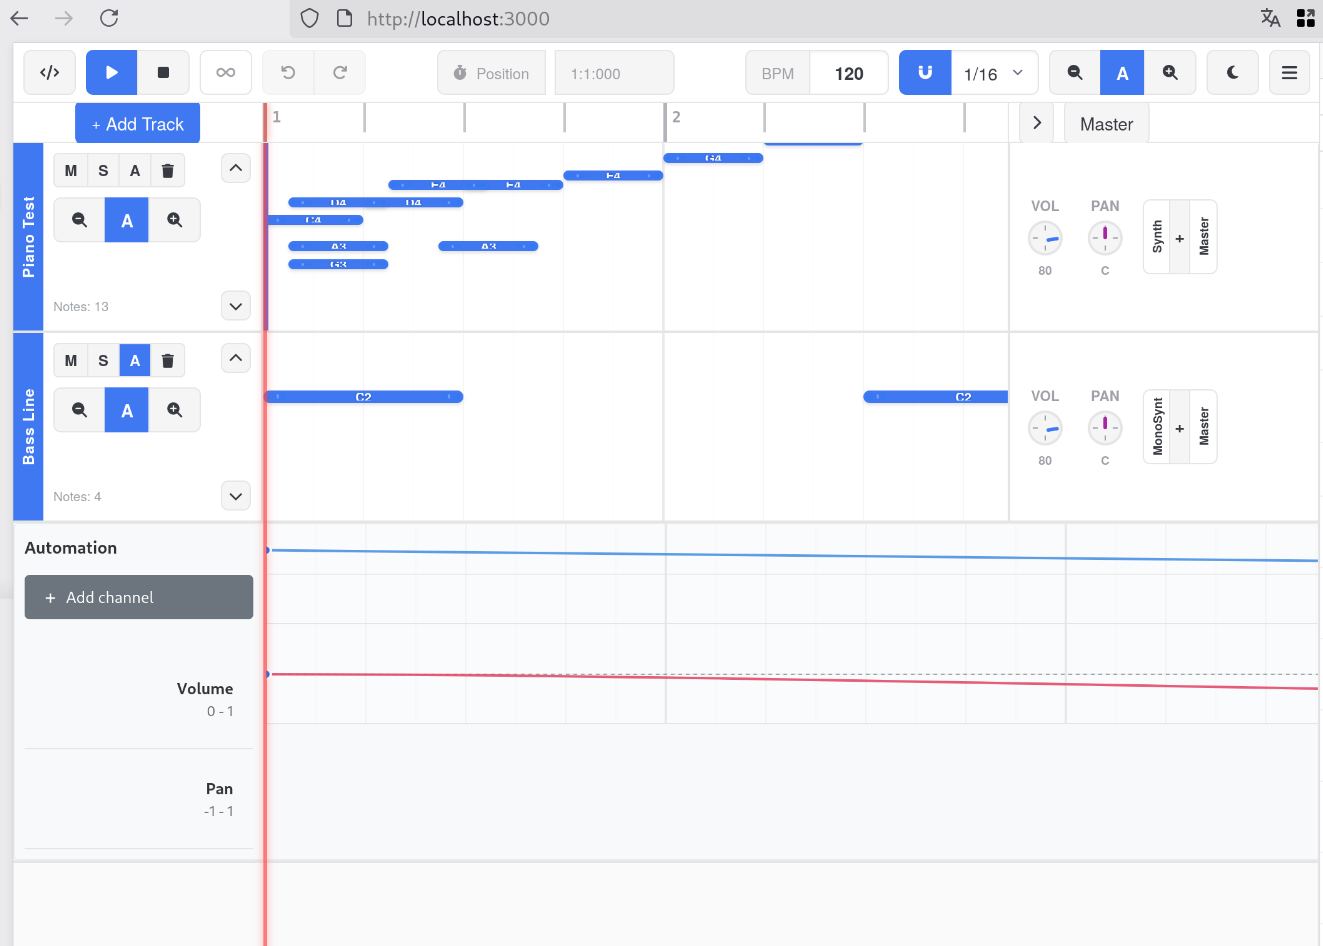 http://localhost:3000
</> Position 1:1:000 BPM 120 1/16 A
+ Add Track 1 2 Master
Piano Test
M S A
A
Notes: 13
G4
E4 E4 F4
D4 D4
C4
A3 A3
G3
VOL PAN
80 C
Synth + Master
Bass Line
M S A
A
Notes: 4
C2 C2
VOL PAN
80 C
MonoSynt + Master
Automation
+ Add channel
Volume
0 - 1
Pan
-1 - 1